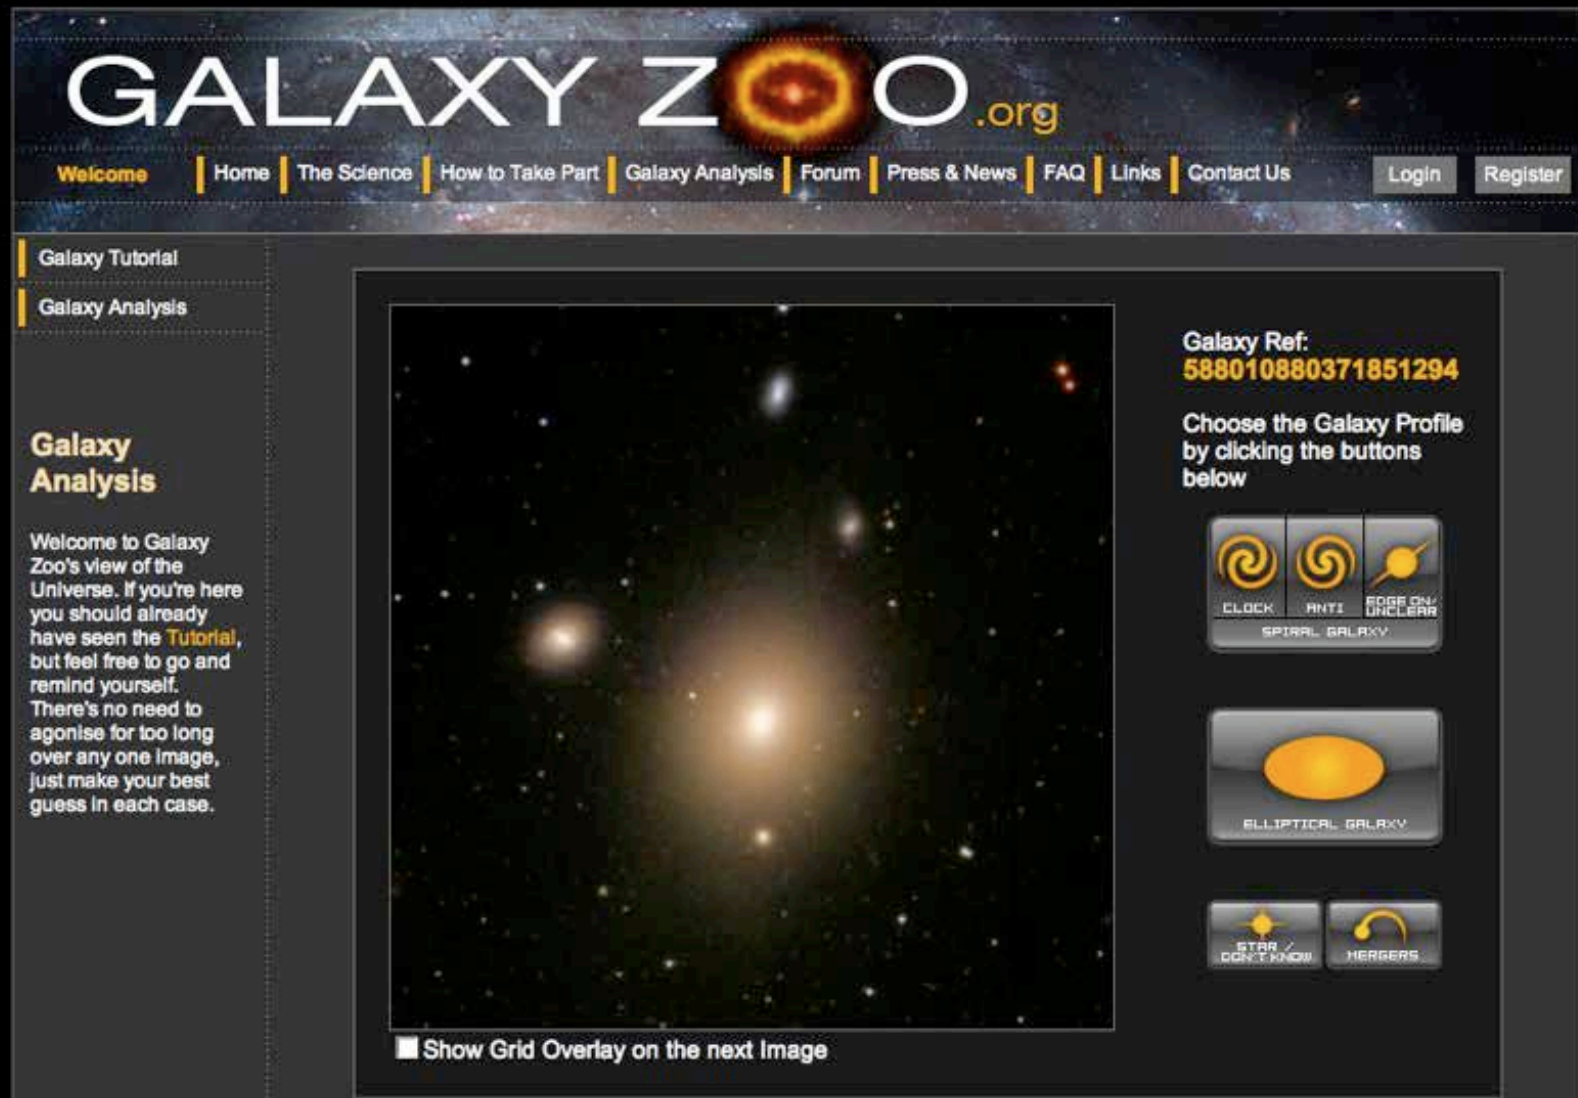 GALAXY ZOO.org
Welcome Home The Science How to Take Part Galaxy Analysis Forum Press & News FAQ Links Contact Us Login Register
Galaxy Tutorial
Galaxy Analysis
Galaxy
Analysis
Welcome to Galaxy
Zoo's view of the
Universe. If you're here
you should already
have seen the Tutorial,
but feel free to go and
remind yourself.
There's no need to
agonise for too long
over any one image,
just make your best
guess in each case.
Show Grid Overlay on the next Image
Galaxy Ref:
588010880371851294
Choose the Galaxy Profile
by clicking the buttons
below
CLOCK
ANTI
EDGE ON/
UNCLEAR
SPIRAL GALAXY
ELLIPTICAL GALAXY
STAR /
DON'T KNOW
MERGERS